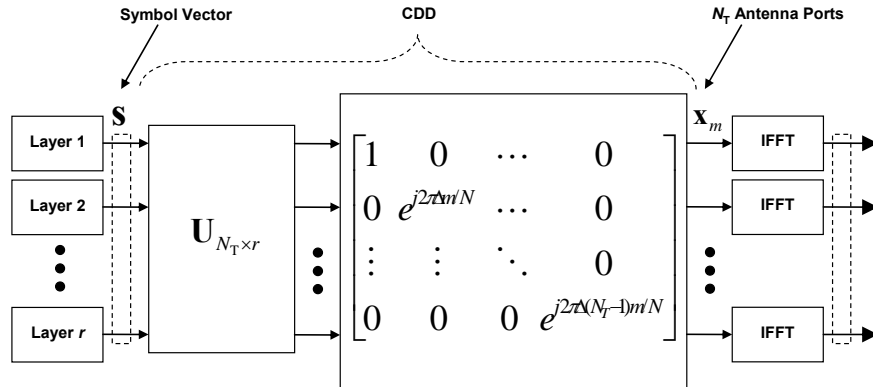 Symbol Vector
CDD
N_T Antenna Ports
s
x_m
Layer 1
Layer 2
Layer r
U_{N_T×r}
1 0 ⋯ 0
0 e^{j2πΔm/N} ⋯ 0
⋮ ⋮ ⋱ 0
0 0 0 e^{j2πΔ(N_T−1)m/N}
IFFT
IFFT
IFFT